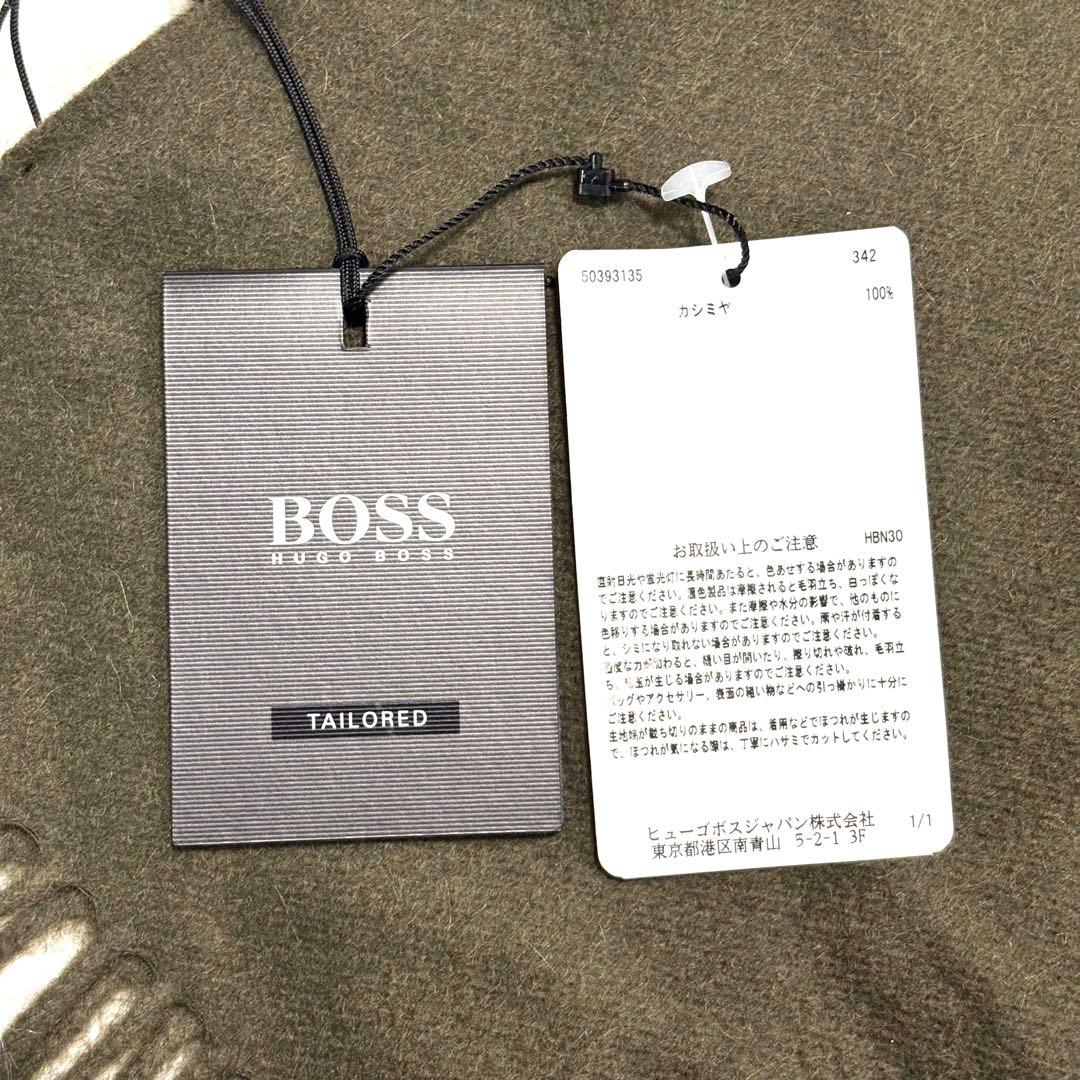 BOSS
HUGO BOSS
TAILORED
50393135
342
カシミヤ
100%
お取扱い上のご注意
HBN30
直射日光や蛍光灯に長時間あたると、色あせする場合がありますの
でご注意ください。濃色製品は摩擦されると毛羽立ち、白っぽくな
りますのでご注意ください。また摩擦や水分の影響で、他のものに
色移りする場合がありますのでご注意ください。雨や汗が付着する
と、シミになり取れない場合がありますのでご注意ください。
過度な力が加わると、縫い目が開いたり、擦り切れや破れ、毛羽立
ち、毛玉が生じる場合がありますのでご注意ください。
バッグやアクセサリー、表面の粗い物などへの引っ掛かりに十分に
ご注意ください。
生地端が裁ち切りのままの商品は、着用などでほつれが生じますの
で、ほつれが気になる際は、丁寧にハサミでカットしてください。
ヒューゴボスジャパン株式会社
1/1
東京都港区南青山 5-2-1 3F